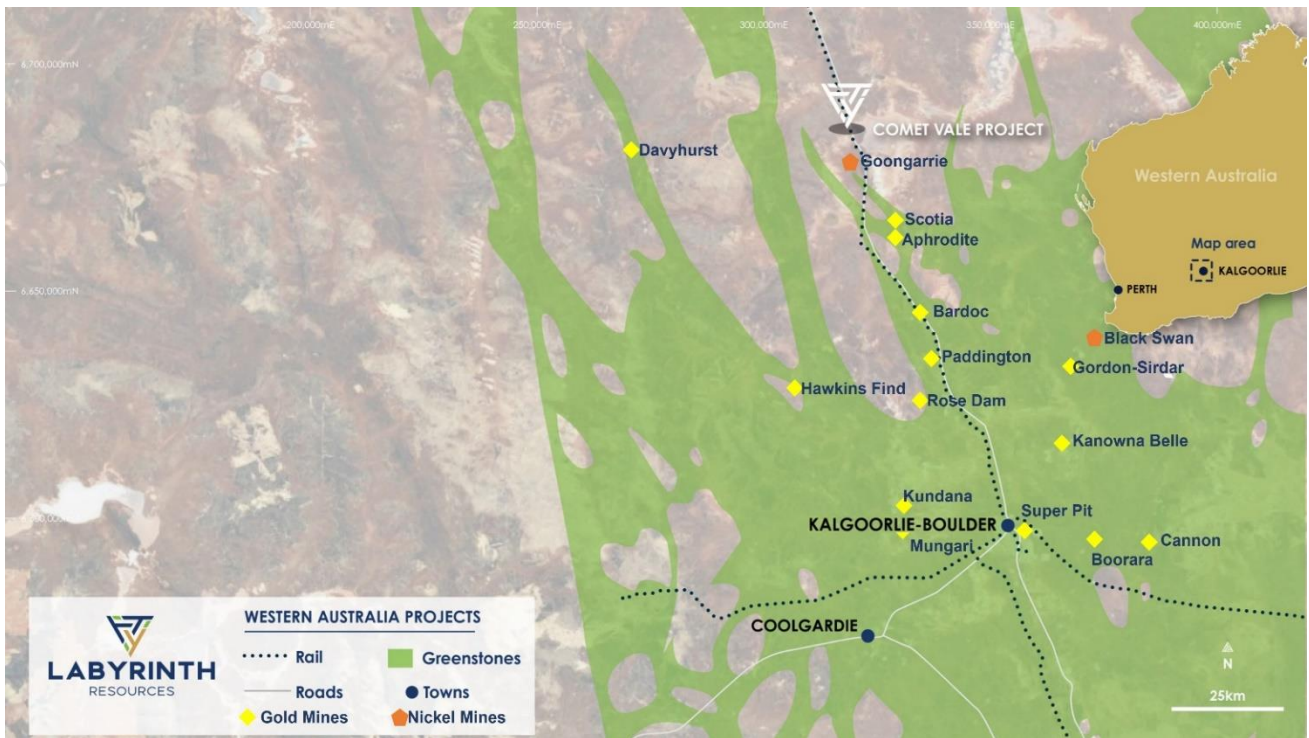 200,000mE
250,000mE
300,000mE
350,000mE
400,000mE
6,700,000mN
COMET VALE PROJECT
Davyhurst
Goongarrie
Western Australia
Scotia
Aphrodite
Map area
KALGOORLIE
PERTH
6,650,000mN
Bardoc
Black Swan
Paddington
Gordon-Sirdar
Hawkins Find
Rose Dam
Kanowna Belle
Kundana
Super Pit
KALGOORLIE-BOULDER
Mungari
Cannon
Boorara
COOLGARDIE
LABYRINTH
RESOURCES
WESTERN AUSTRALIA PROJECTS
Rail
Greenstones
Roads
Towns
Gold Mines
Nickel Mines
N
25km